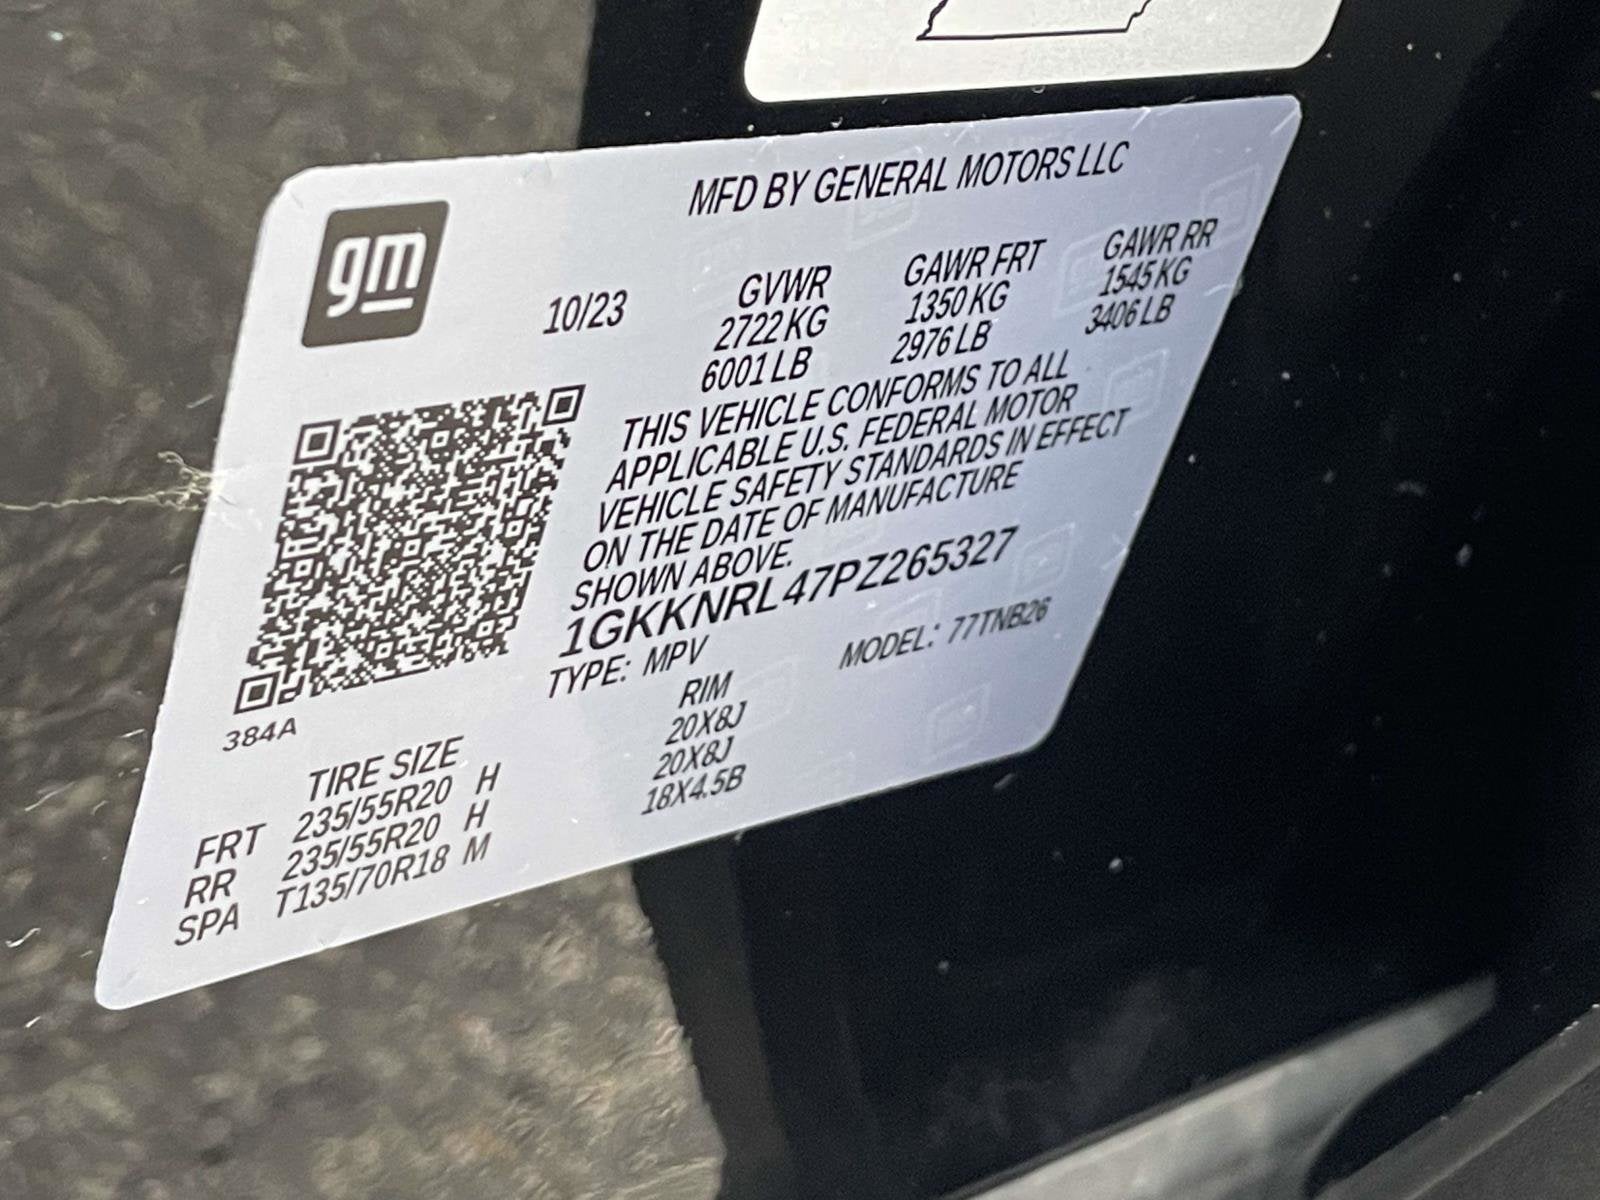 gm
MFD BY GENERAL MOTORS LLC
10/23 GVWR GAWR FRT GAWR RR
2722 KG 1350 KG 1545 KG
6001 LB 2976 LB 3406 LB
THIS VEHICLE CONFORMS TO ALL
APPLICABLE U.S. FEDERAL MOTOR
VEHICLE SAFETY STANDARDS IN EFFECT
ON THE DATE OF MANUFACTURE
SHOWN ABOVE.
1GKKNRL47PZ265327
TYPE: MPV MODEL: 77TNB26
384A
TIRE SIZE RIM
FRT 235/55R20 H 20X8J
RR 235/55R20 H 20X8J
SPA T135/70R18 M 18X4.5B